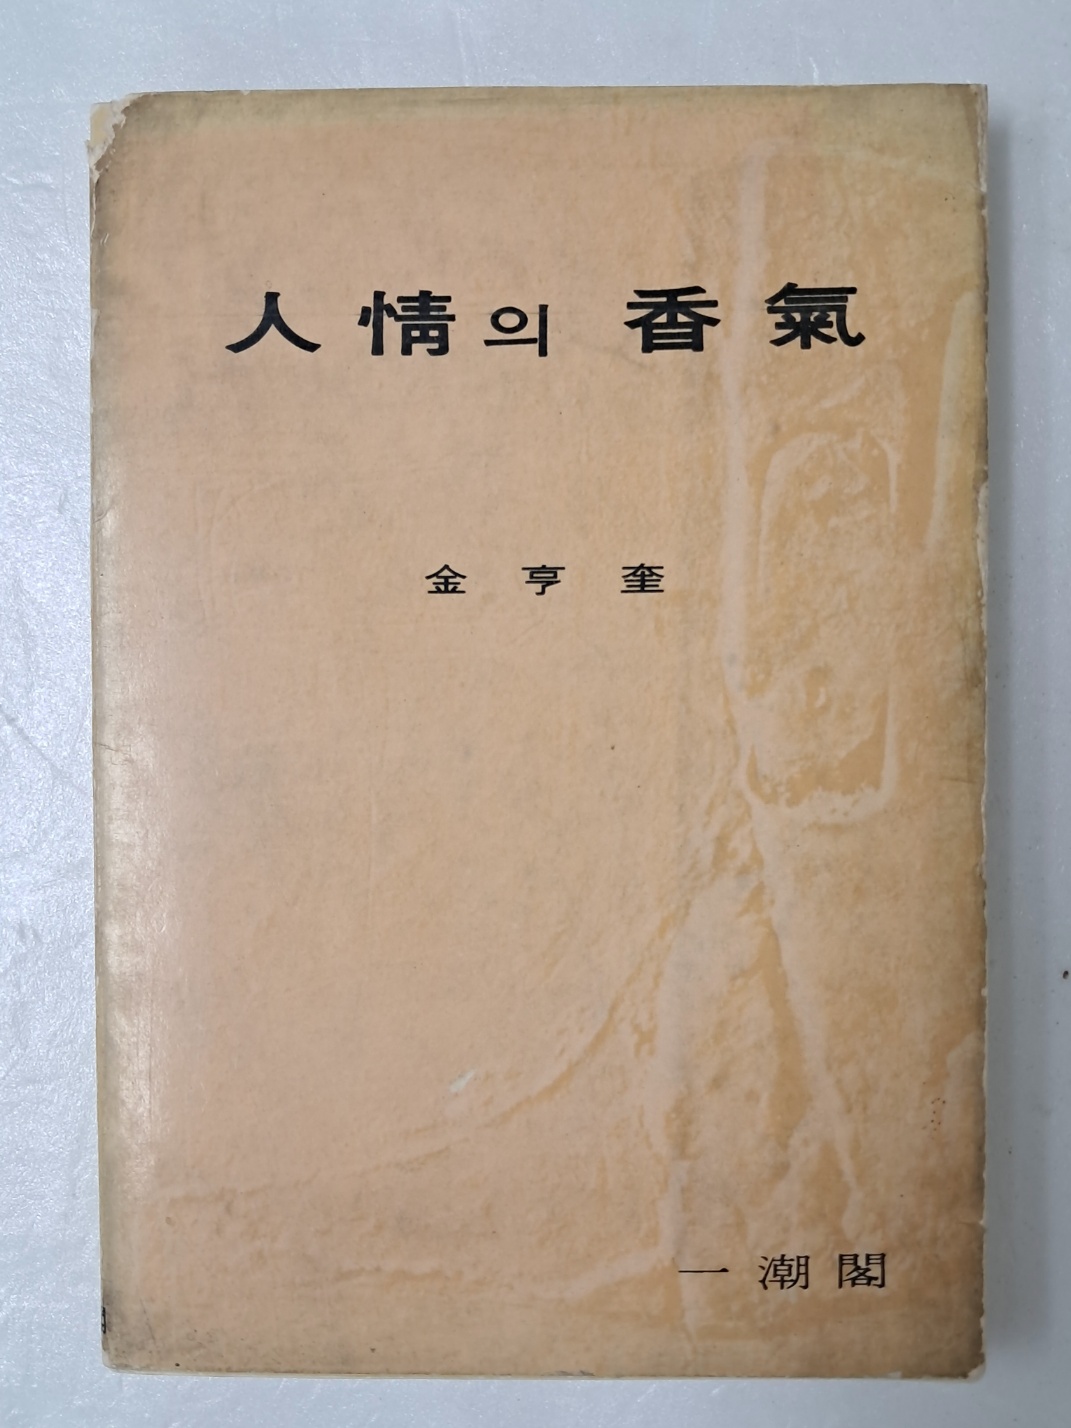 人情의 香氣
金亨奎
一潮閣